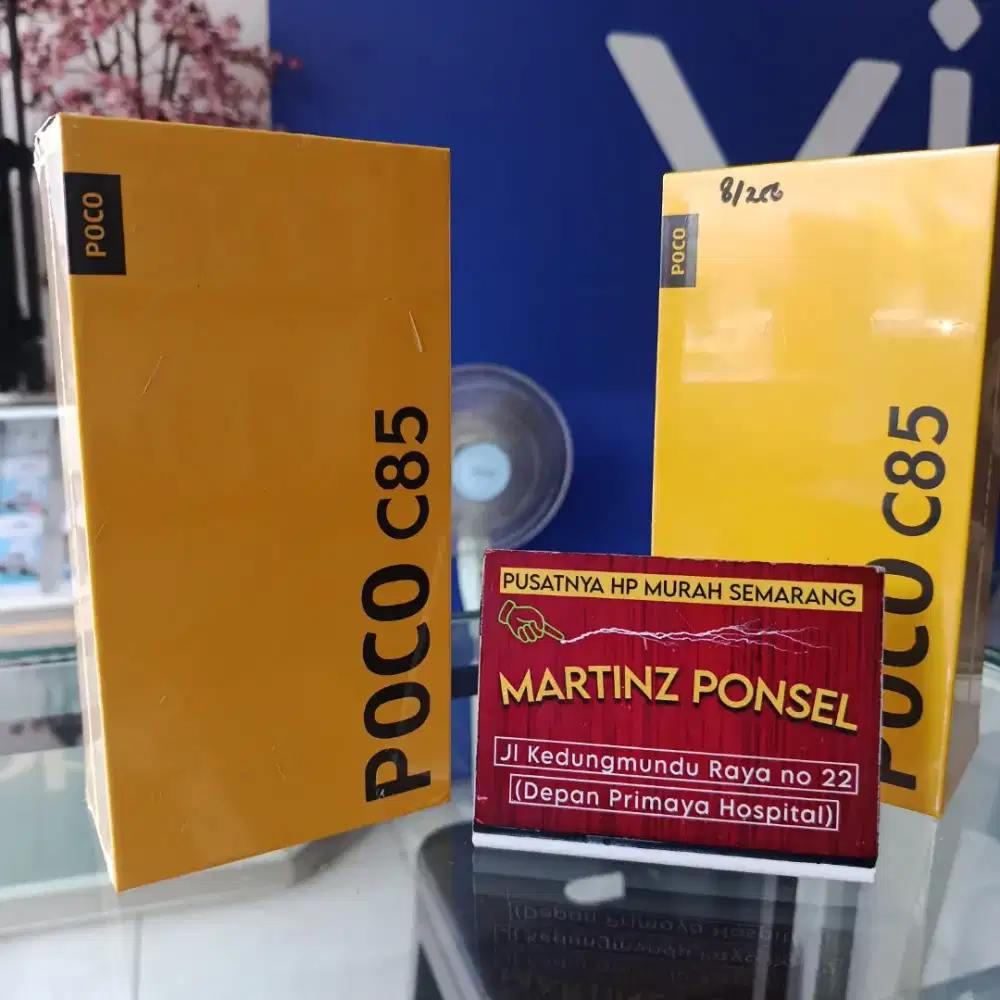 POCO
POCO C85
8/256
POCO
POCO C85
Vi
PUSATNYA HP MURAH SEMARANG
MARTINZ PONSEL
Jl Kedungmundu Raya no 22
(Depan Primaya Hospital)